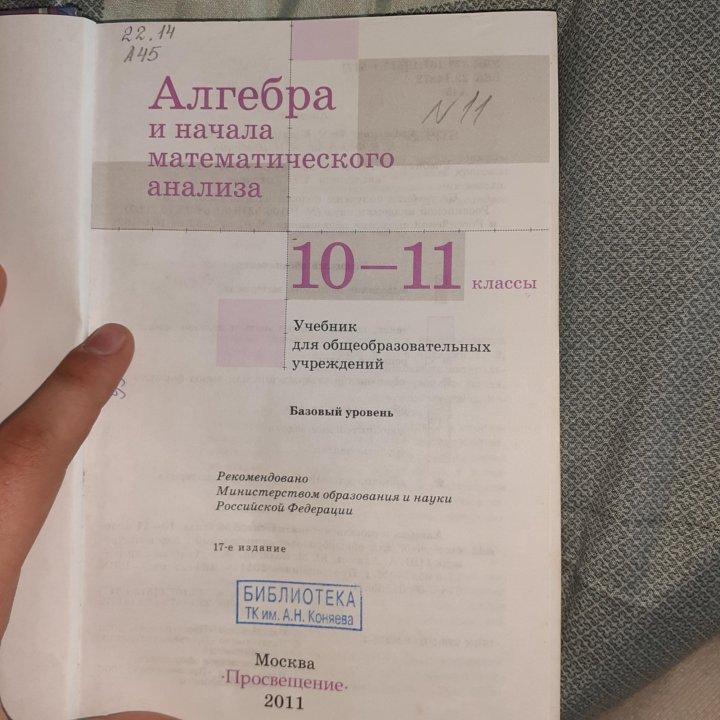 22.14
А45
Алгебра
и начала
математического
анализа
N 11
10–11 классы
Учебник
для общеобразовательных
учреждений
Базовый уровень
Рекомендовано
Министерством образования и науки
Российской Федерации
17-е издание
БИБЛИОТЕКА
ТК им. А.Н. Коняева
Москва
·Просвещение·
2011